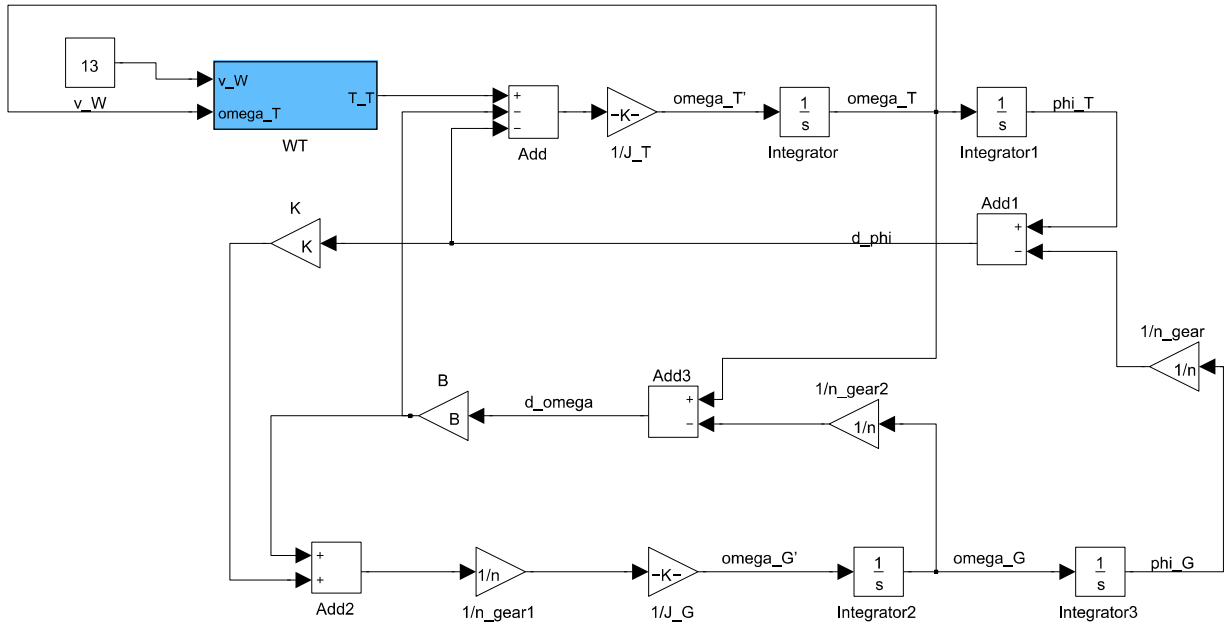 13
v_W
v_W
omega_T
T_T
WT
+
−
−
Add
−K−
1/J_T
omega_T'
1
s
Integrator
omega_T
1
s
Integrator1
phi_T
K
K
d_phi
Add1
+
−
1/n_gear
1/n
B
B
d_omega
Add3
+
−
1/n_gear2
1/n
+
+
Add2
1/n
1/n_gear1
−K−
1/J_G
omega_G'
1
s
Integrator2
omega_G
1
s
Integrator3
phi_G